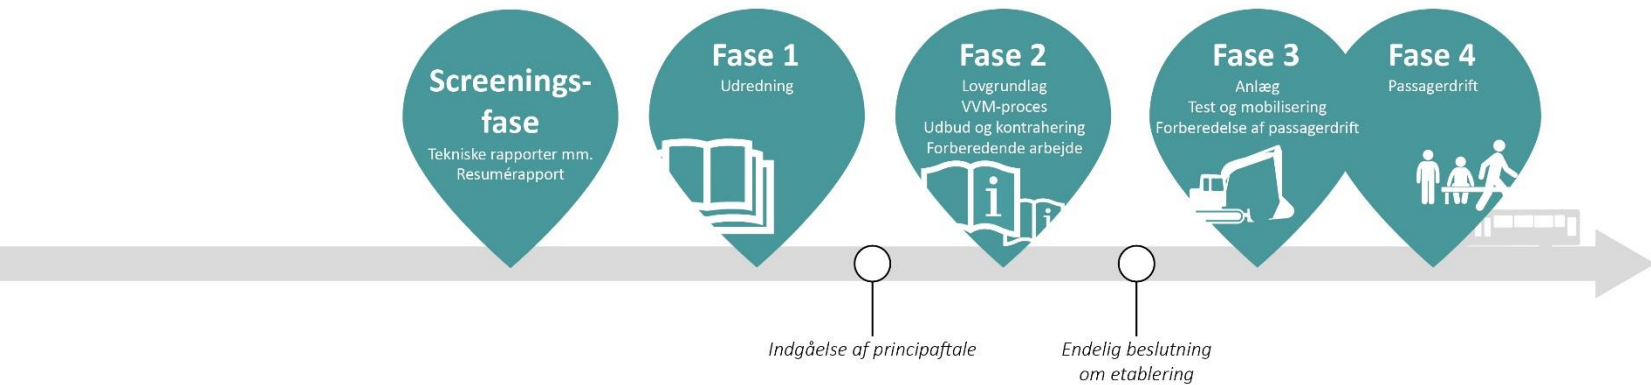 Screenings-
fase
Tekniske rapporter mm.
Resumérapport
Fase 1
Udredning
Fase 2
Lovgrundlag
VVM-proces
Udbud og kontrahering
Forberedende arbejde
Fase 3
Anlæg
Test og mobilisering
Forberedelse af passagerdrift
Fase 4
Passagerdrift
Indgåelse af principaftale
Endelig beslutning
om etablering